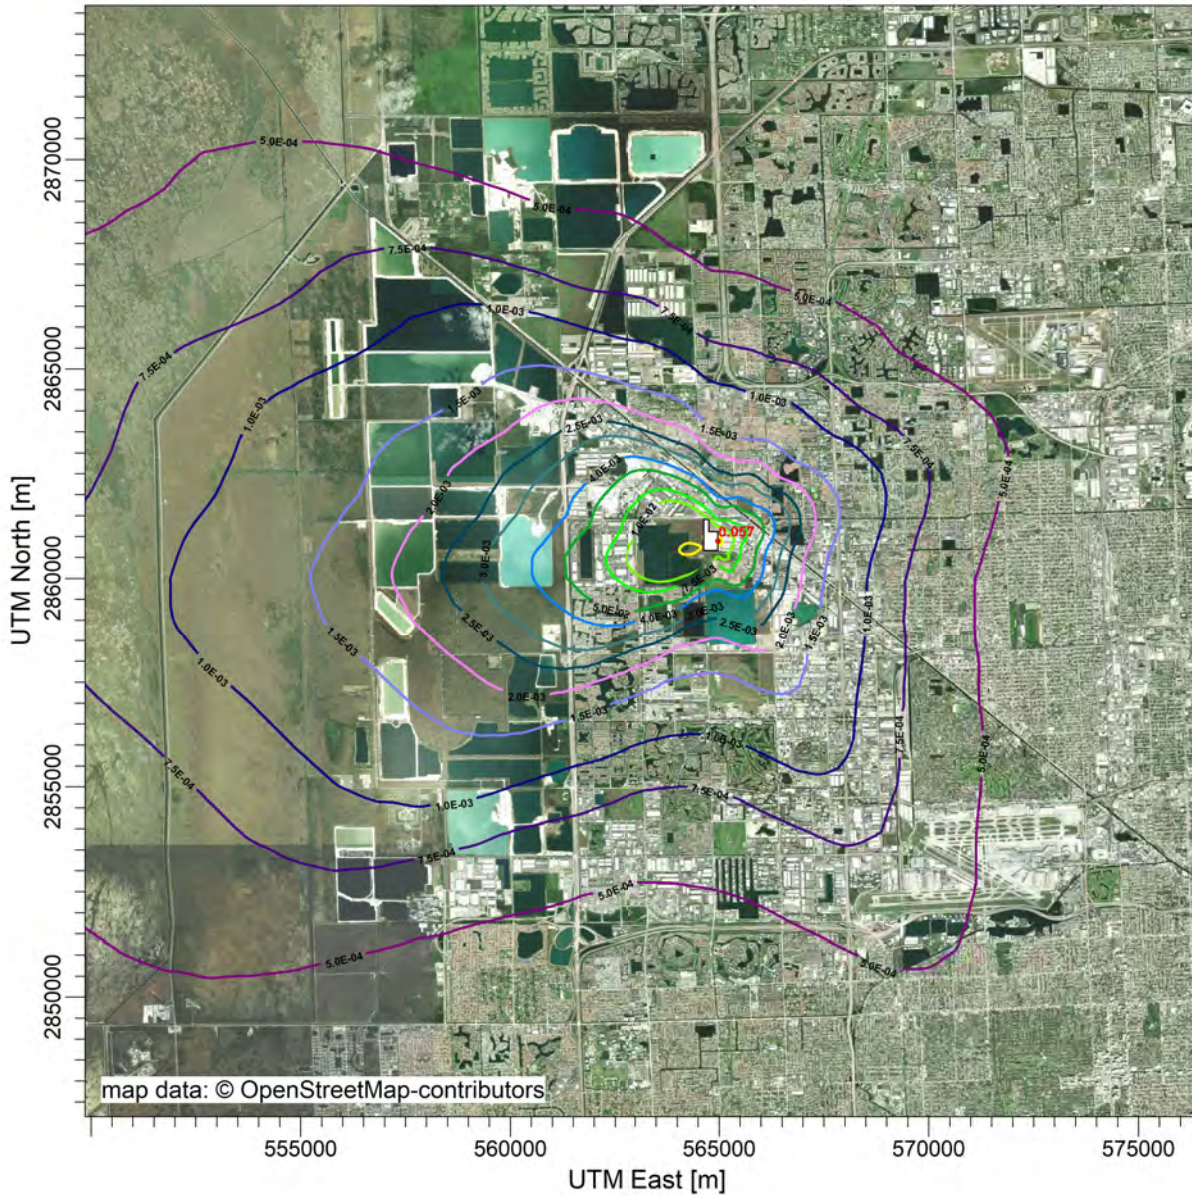 5.0E-04
2870000
5.0E-04
7.5E-04
5.0E-04
1.0E-03
7.5E-04
7.5E-04
2865000
1.5E-03
1.0E-03
1.0E-03
2.5E-03
1.5E-03
7.5E-04
4.0E-03
5.0E-04
2.0E-03
1.0E-02
0.057
UTM North [m]
3.0E-03
2860000
7.5E-03
5.0E-03
4.0E-03
3.0E-03
2.5E-03
2.0E-03
1.5E-03
1.0E-03
2.5E-03
1.5E-03
1.0E-03
2.0E-03
1.5E-03
1.0E-03
7.5E-04
5.0E-04
7.5E-04
7.5E-04
2855000
1.0E-03
7.5E-04
5.0E-04
5.0E-04
5.0E-04
2850000
map data: © OpenStreetMap-contributors
555000 560000 565000 570000 575000
UTM East [m]